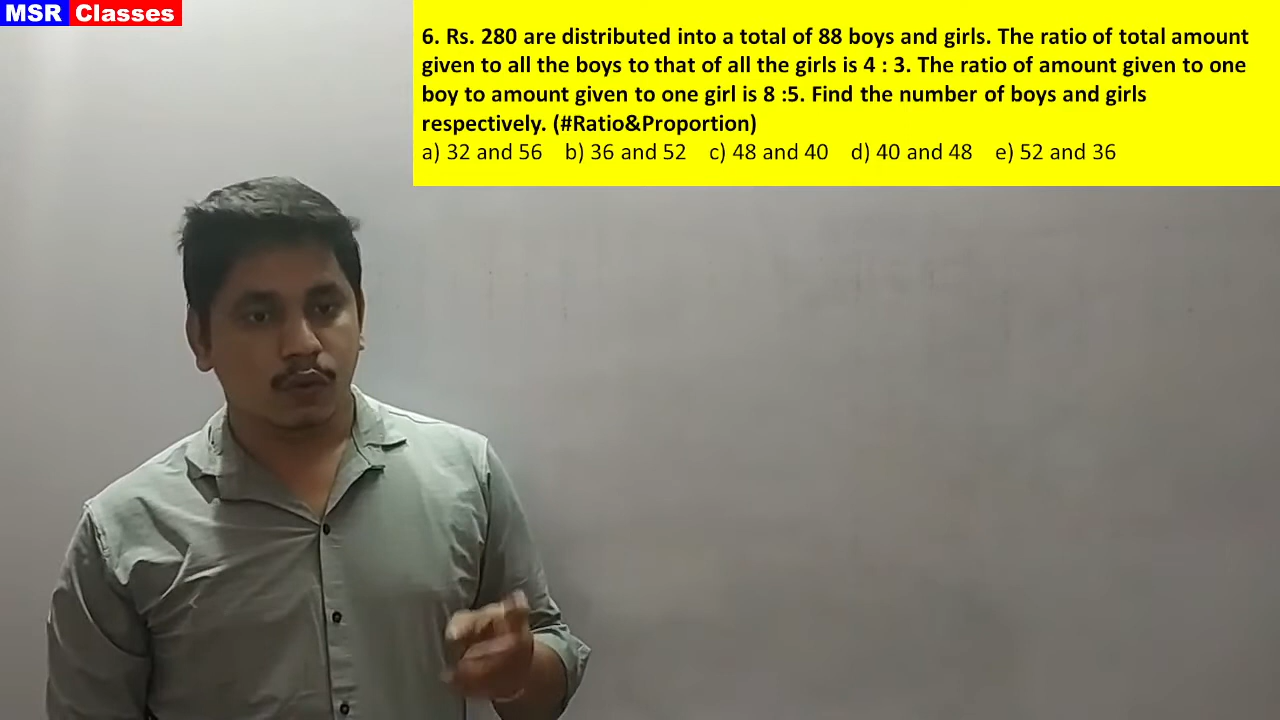 MSR Classes
6. Rs. 280 are distributed into a total of 88 boys and girls. The ratio of total amount
given to all the boys to that of all the girls is 4 : 3. The ratio of amount given to one
boy to amount given to one girl is 8 :5. Find the number of boys and girls
respectively. (#Ratio&Proportion)
a) 32 and 56 b) 36 and 52 c) 48 and 40 d) 40 and 48 e) 52 and 36